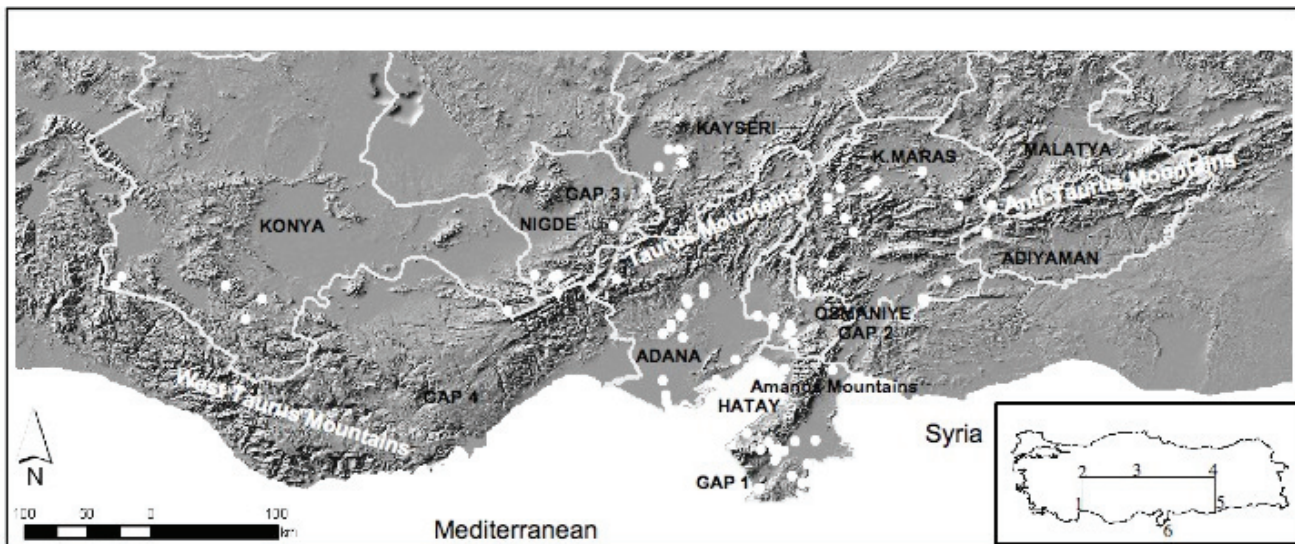 KAYSERİ
K.MARAS
MALATYA
Anti-Taurus Mountains
GAP 3
KONYA
NIGDE
Taurus Mountains
ADIYAMAN
OSMANIYE
GAP 2
ADANA
West Taurus Mountains
GAP 4
Amanos Mountains
HATAY
Syria
N
GAP 1
100 50 0 100
km
Mediterranean
2 3 4
1 5
6